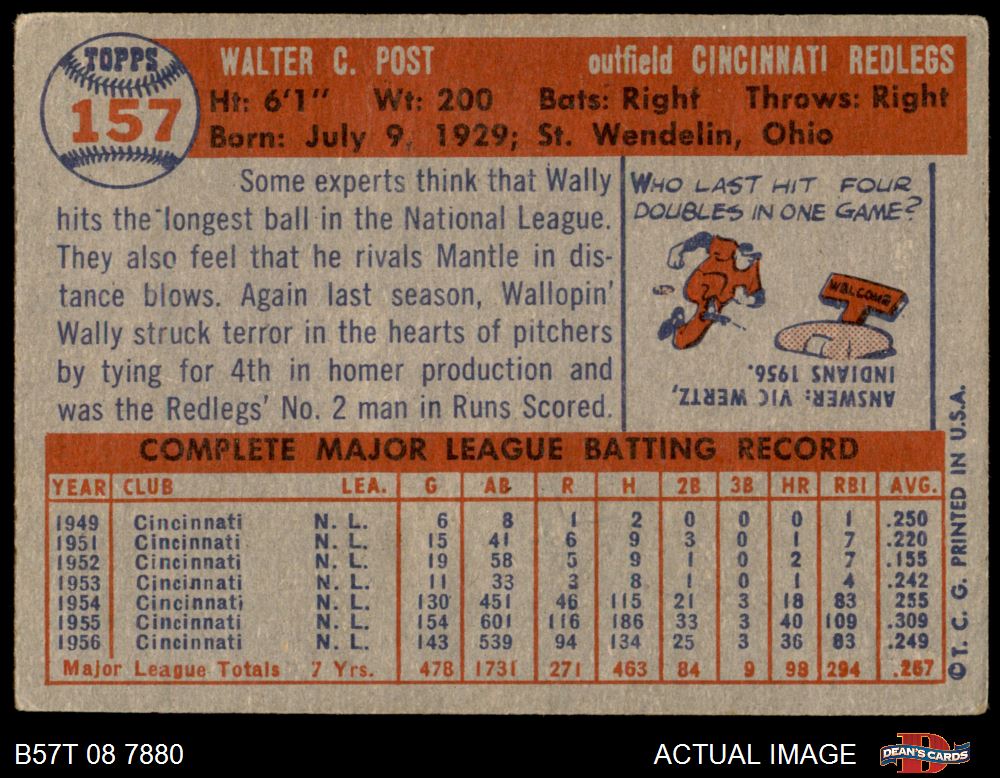 TOPPS
157
WALTER C. POST outfield CINCINNATI REDLEGS
Ht: 6'1" Wt: 200 Bats: Right Throws: Right
Born: July 9, 1929; St. Wendelin, Ohio
Some experts think that Wally
hits the longest ball in the National League.
They also feel that he rivals Mantle in dis-
tance blows. Again last season, Wallopin'
Wally struck terror in the hearts of pitchers
by tying for 4th in homer production and
was the Redlegs' No. 2 man in Runs Scored.
WHO LAST HIT FOUR
DOUBLES IN ONE GAME?
WELCOME
ANSWER: VIC WERTZ,
INDIANS 1956.
COMPLETE MAJOR LEAGUE BATTING RECORD
YEAR CLUB LEA. G AB R H 2B 3B HR RBI AVG.
1949 Cincinnati N. L. 6 8 1 2 0 0 0 1 .250
1951 Cincinnati N. L. 15 41 6 9 3 0 1 7 .220
1952 Cincinnati N. L. 19 58 5 9 1 0 2 7 .155
1953 Cincinnati N. L. 11 33 3 8 1 0 1 4 .242
1954 Cincinnati N. L. 130 451 46 115 21 3 18 83 255
1955 Cincinnati N. L. 154 601 116 186 33 3 40 109 .309
1956 Cincinnati N. L. 143 539 94 134 25 3 36 83 .249
Major League Totals 7 Yrs. 478 1731 271 463 84 9 98 294 .267
© T. C. G. PRINTED IN U.S.A.
B57T 08 7880
ACTUAL IMAGE
DEAN'S CARDS